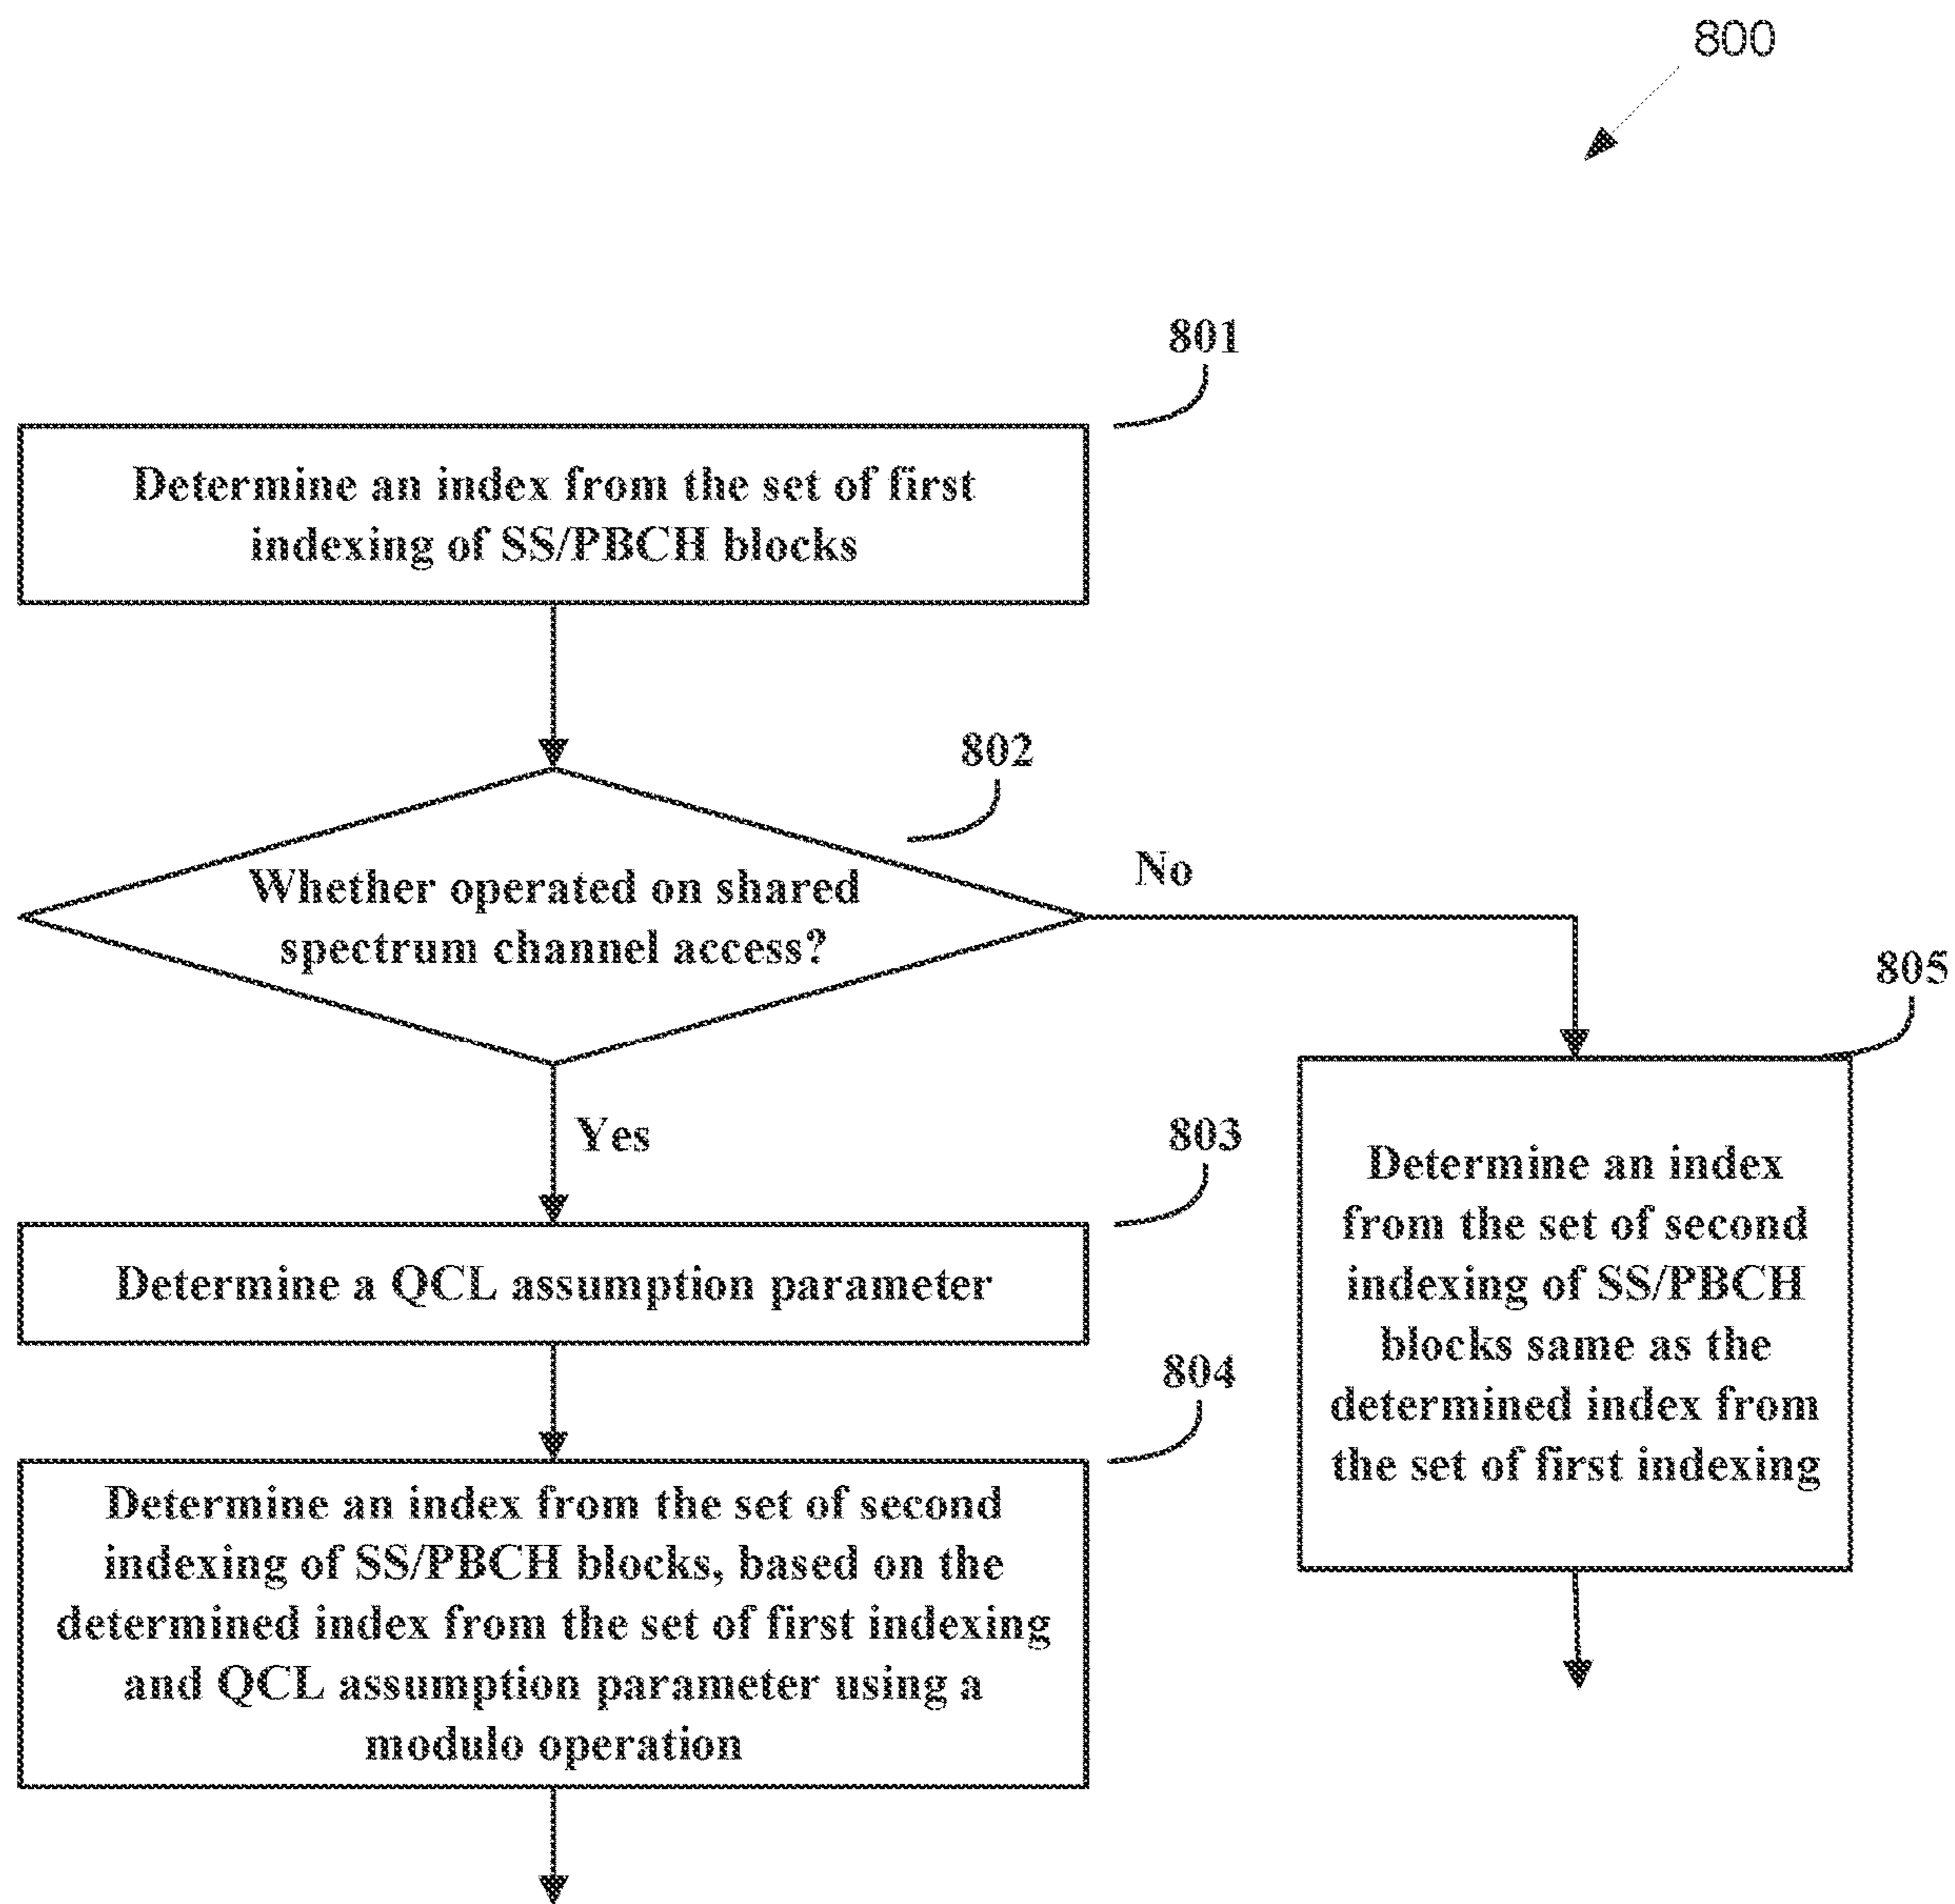 800
801
Determine an index from the set of first
indexing of SS/PBCH blocks
802
Whether operated on shared
spectrum channel access?
No
Yes
803
Determine a QCL assumption parameter
804
Determine an index from the set of second
indexing of SS/PBCH blocks, based on the
determined index from the set of first indexing
and QCL assumption parameter using a
modulo operation
805
Determine an index
from the set of second
indexing of SS/PBCH
blocks same as the
determined index from
the set of first indexing